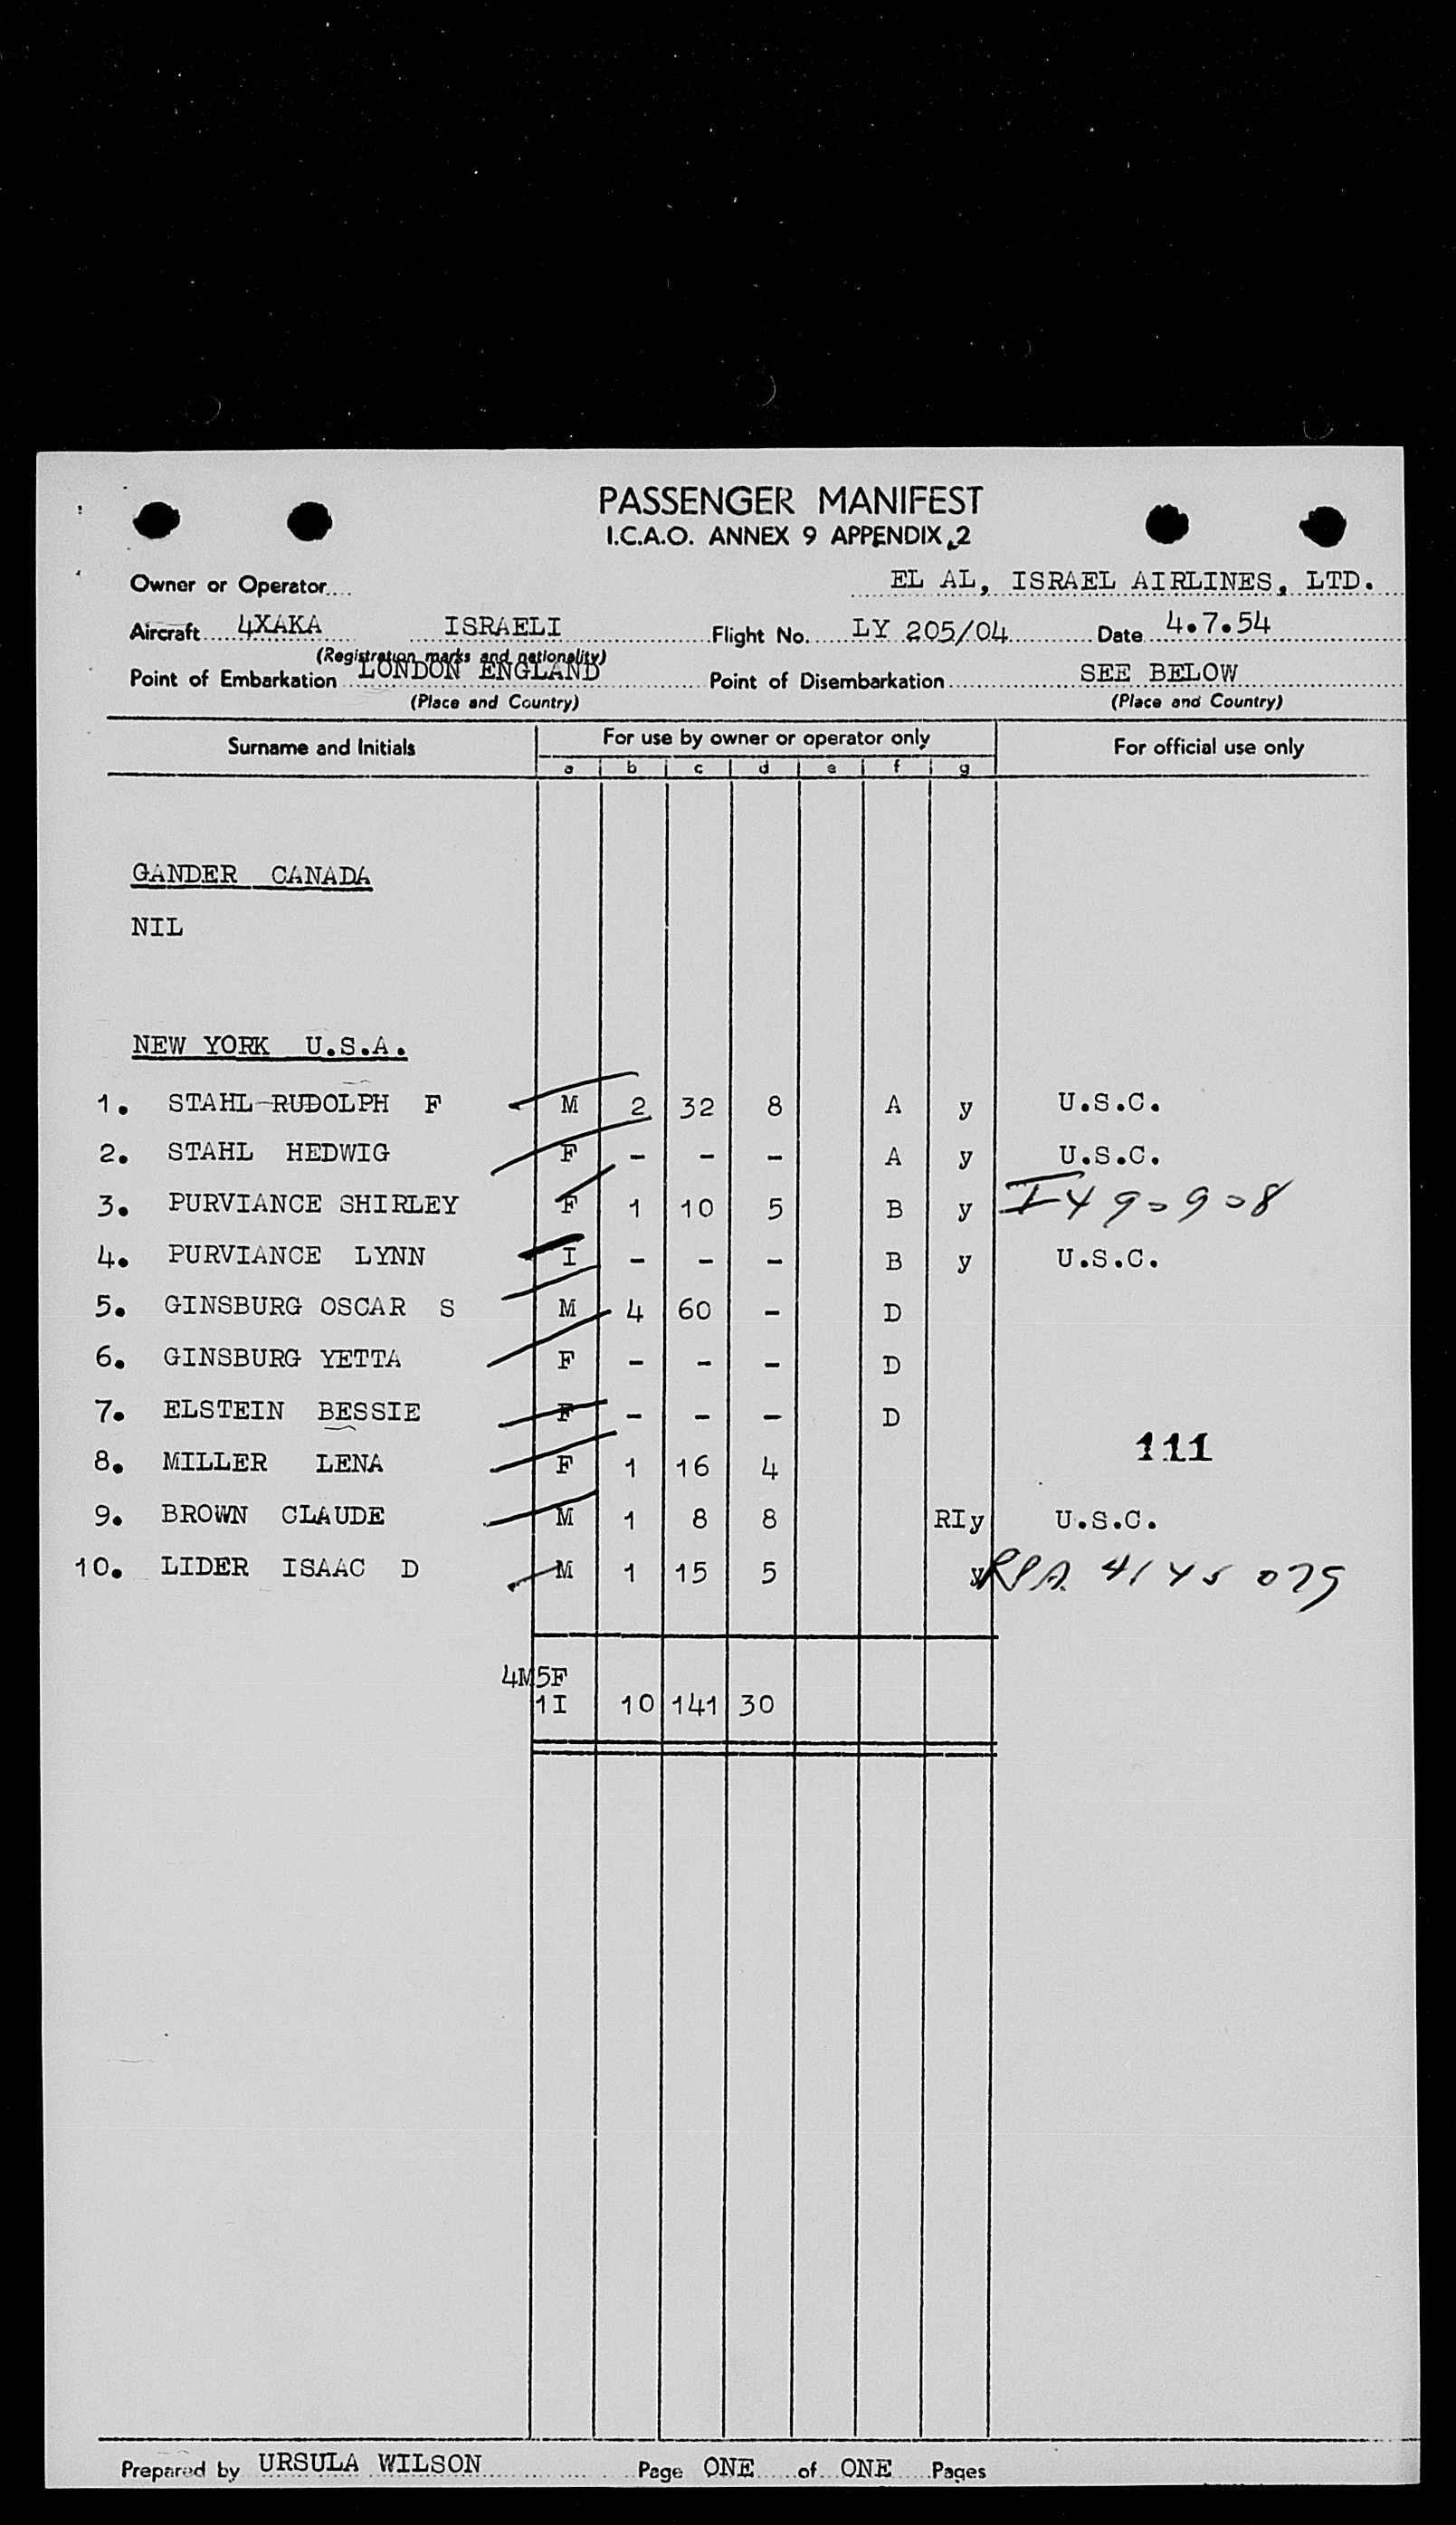 PASSENGER MANIFEST
I.C.A.O. ANNEX 9 APPENDIX 2
Owner or Operator EL AL, ISRAEL AIRLINES, LTD.
Aircraft 4XAKA ISRAELI Flight No. LY 205/04 Date 4.7.54
(Registration marks and nationality)
Point of Embarkation LONDON ENGLAND Point of Disembarkation SEE BELOW
(Place and Country) (Place and Country)
Surname and Initials For use by owner or operator only For official use only
a b c d e f g
GANDER CANADA
NIL
NEW YORK U.S.A.
1. STAHL-RUDOLPH F M 2 32 8 A y U.S.C.
2. STAHL HEDWIG F - - - A y U.S.C.
3. PURVIANCE SHIRLEY F 1 10 5 B y
4. PURVIANCE LYNN I - - - B y U.S.C.
5. GINSBURG OSCAR S M 4 60 - D
6. GINSBURG YETTA F - - - D
7. ELSTEIN BESSIE F - - - D
111
8. MILLER LENA F 1 16 4
9. BROWN CLAUDE M 1 8 8 RIy U.S.C.
10. LIDER ISAAC D M 1 15 5 y
4M5F
1I 10 141 30
Prepared by URSULA WILSON Page ONE of ONE Pages